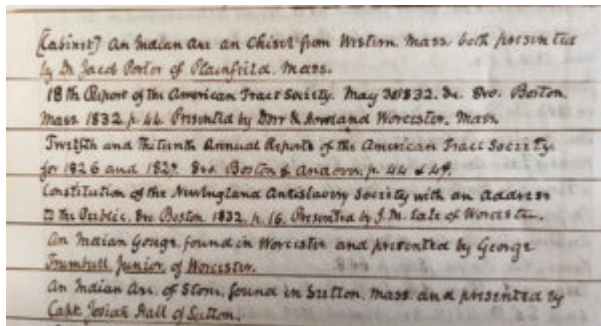 [Cabinet] An Indian Axe an Chisel from Western Mass both presented
by Dr Jacob Porter of Plainfield. Mass.
18th Report of the American Tract Society. May 30 1832. &c. 8vo. Boston.
Mass 1832 p. 44 Presented by Dorr & Howland Worcester. Mass
Twelfth and Thirteenth Annual Reports of the American Tract Society.
for 1826 and 1827. 8vo. Boston & Andover. p. 44 & 49.
Constitution of the New England Antislavery Society with an Address
to the Public. 8vo Boston 1832. p. 16. Presented by J. M. Earle of Worcester.
An Indian Gouge found in Worcester and presented by George
Trumbull, Junior, of Worcester.
An Indian Axe of Stone, found in Sutton, Mass. and presented by
Capt. Josiah Hall of Sutton.